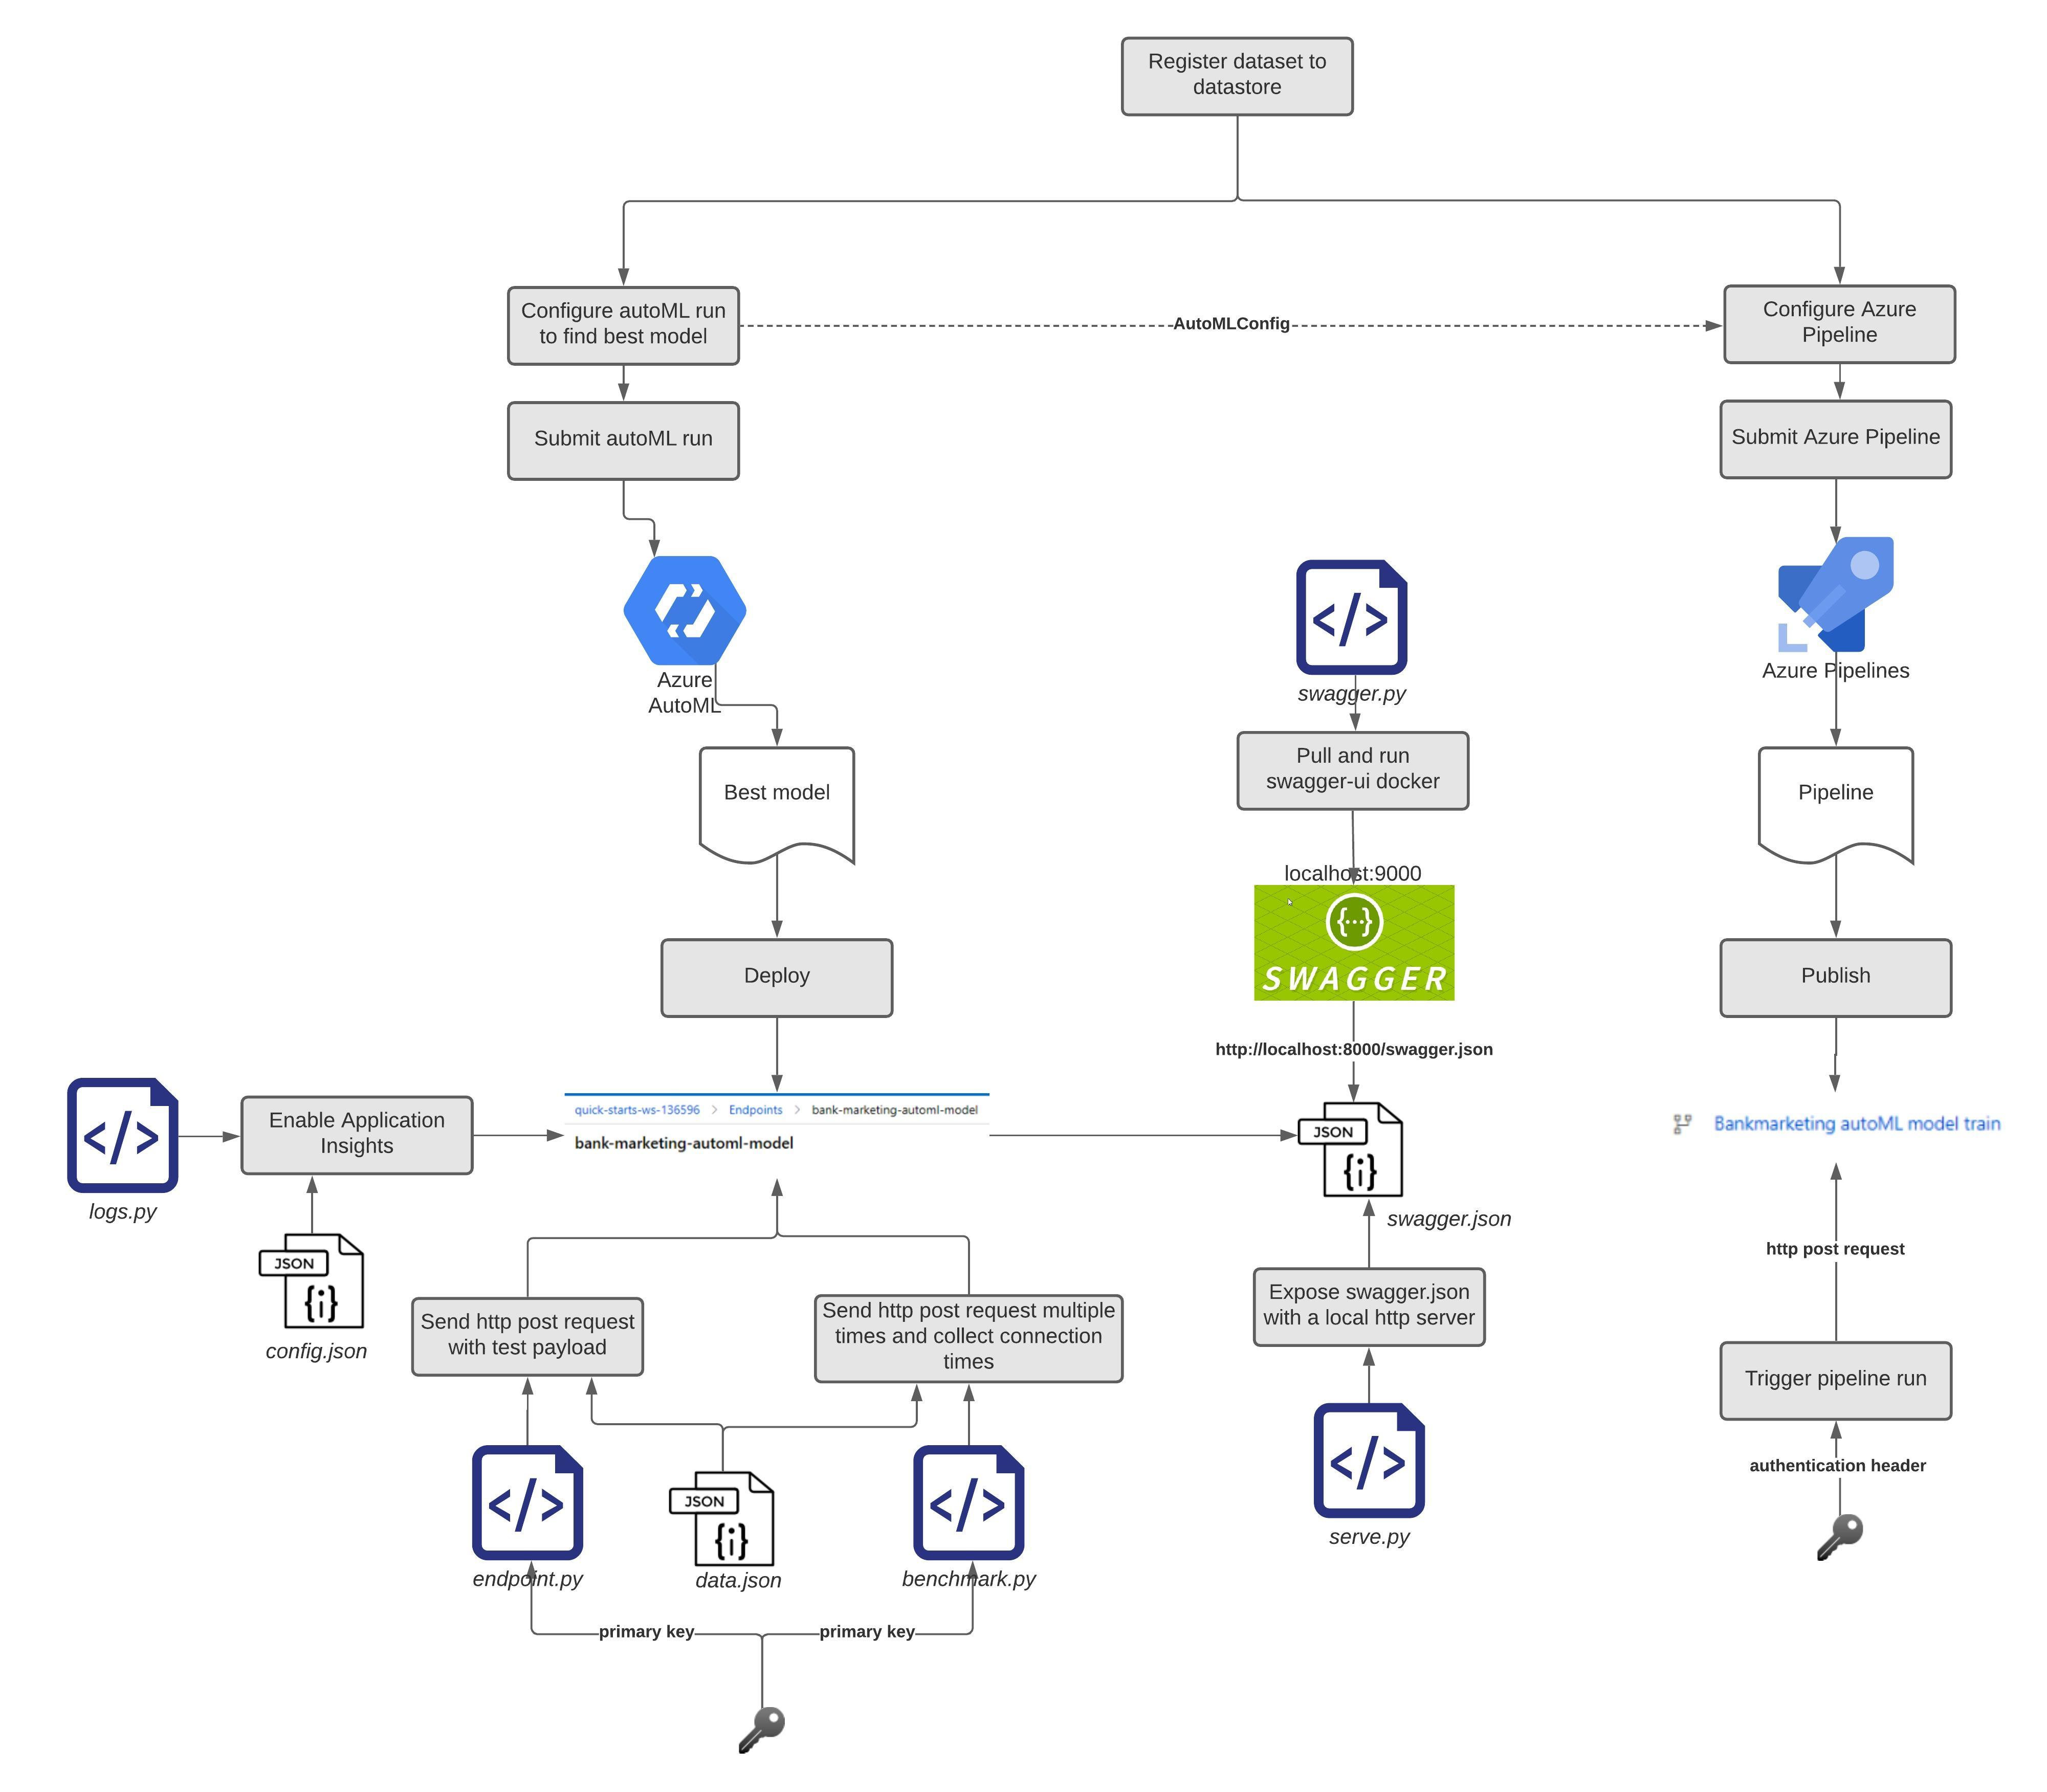 Register dataset to
datastore
Configure autoML run
to find best model
AutoMLConfig
Configure Azure
Pipeline
Submit autoML run
Submit Azure Pipeline
</>
Azure
AutoML
swagger.py
Azure Pipelines
Pull and run
swagger-ui docker
Best model
Pipeline
localhost:9000
{...}
SWAGGER
Deploy
Publish
http://localhost:8000/swagger.json
quick-starts-ws-136596 > Endpoints > bank-marketing-automl-model
bank-marketing-automl-model
</>
logs.py
Enable Application
Insights
JSON
{i}
swagger.json
Bankmarketing autoML model train
JSON
{i}
config.json
http post request
Send http post request
with test payload
Send http post request multiple
times and collect connection
times
Expose swagger.json
with a local http server
Trigger pipeline run
authentication header
</>
endpoint.py
JSON
{i}
data.json
</>
benchmark.py
</>
serve.py
primary key
primary key